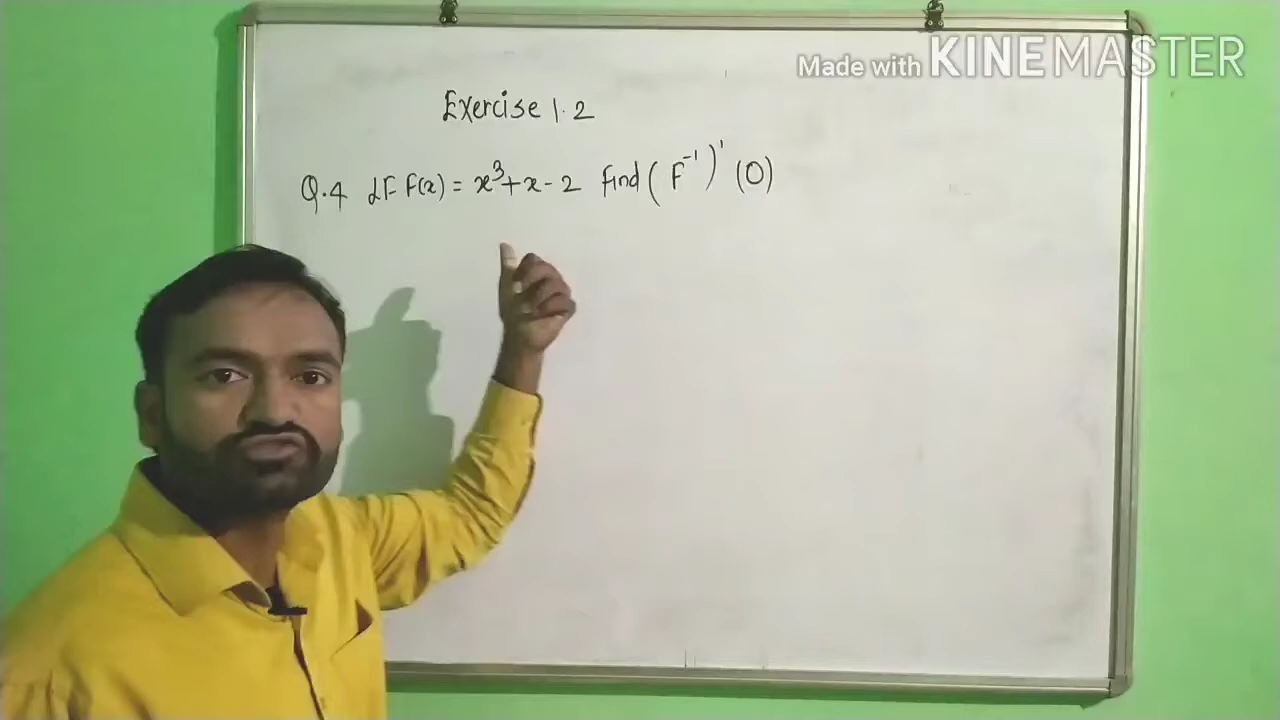 Made with KINEMASTER
Exercise 1.2
Q.4 If F(x) = x³+x-2 find (F⁻¹)' (0)